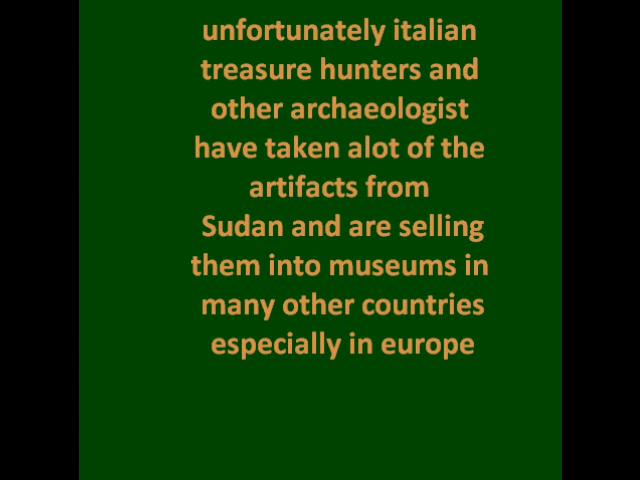 unfortunately italian
treasure hunters and
other archaeologist
have taken alot of the
artifacts from
Sudan and are selling
them into museums in
many other countries
especially in europe